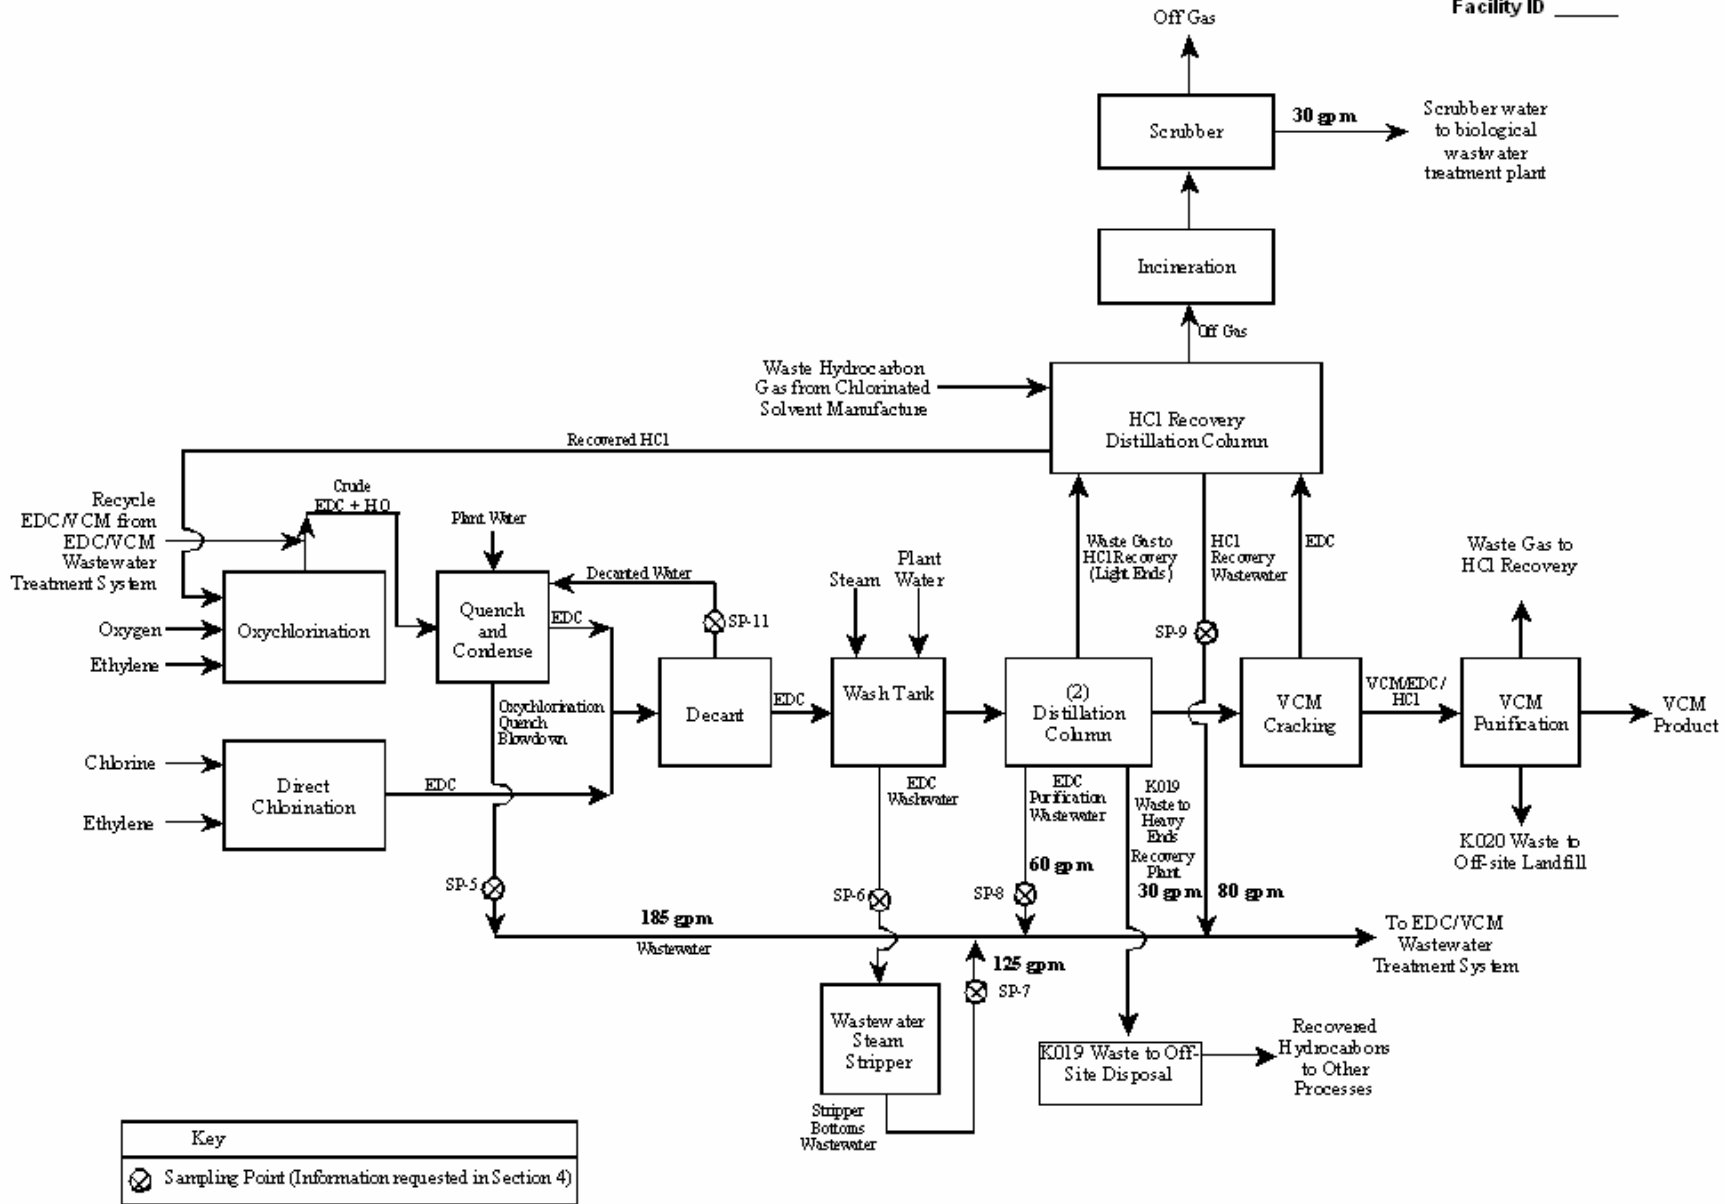 Facility ID ______
Off Gas
Scrubber
30 gpm
Scrubber water
to biological
wastwater
treatment plant
Incineration
Off Gas
Waste Hydrocarbon
Gas from Chlorinated
Solvent Manufacture
HCl Recovery
Distillation Column
Recovered HCl
Recycle
EDC/VCM from
EDC/VCM
Wastewater
Treatment System
Crude
EDC + HO
Plant Water
Decanted Water
Steam
Plant
Water
Waste Gas to
HCl Recovery
(Light Ends)
HCl
Recovery
Wastewater
EDC
Waste Gas to
HCl Recovery
Oxygen
Ethylene
Oxychlorination
Quench
and
Condense
EDC
SP-11
SP-9
Decant
EDC
Wash Tank
(2)
Distillation
Column
VCM
Cracking
VCM/EDC/
HCl
VCM
Purification
VCM
Product
Oxychlorination
Quench
Blowdown
Chlorine
Ethylene
Direct
Chlorination
EDC
EDC
Washwater
EDC
Purification
Wastewater
K019
Waste to
Heavy
Ends
Recovery
Plant
K020 Waste to
Off-site Landfill
SP-5
SP-6
SP-8
60 gpm
30 gpm
80 gpm
185 gpm
Wastewater
To EDC/VCM
Wastewater
Treatment System
125 gpm
SP-7
Wastewater
Steam
Stripper
K019 Waste to Off-
Site Disposal
Recovered
Hydrocarbons
to Other
Processes
Stripper
Bottoms
Wastewater
Key
Sampling Point (Information requested in Section 4)